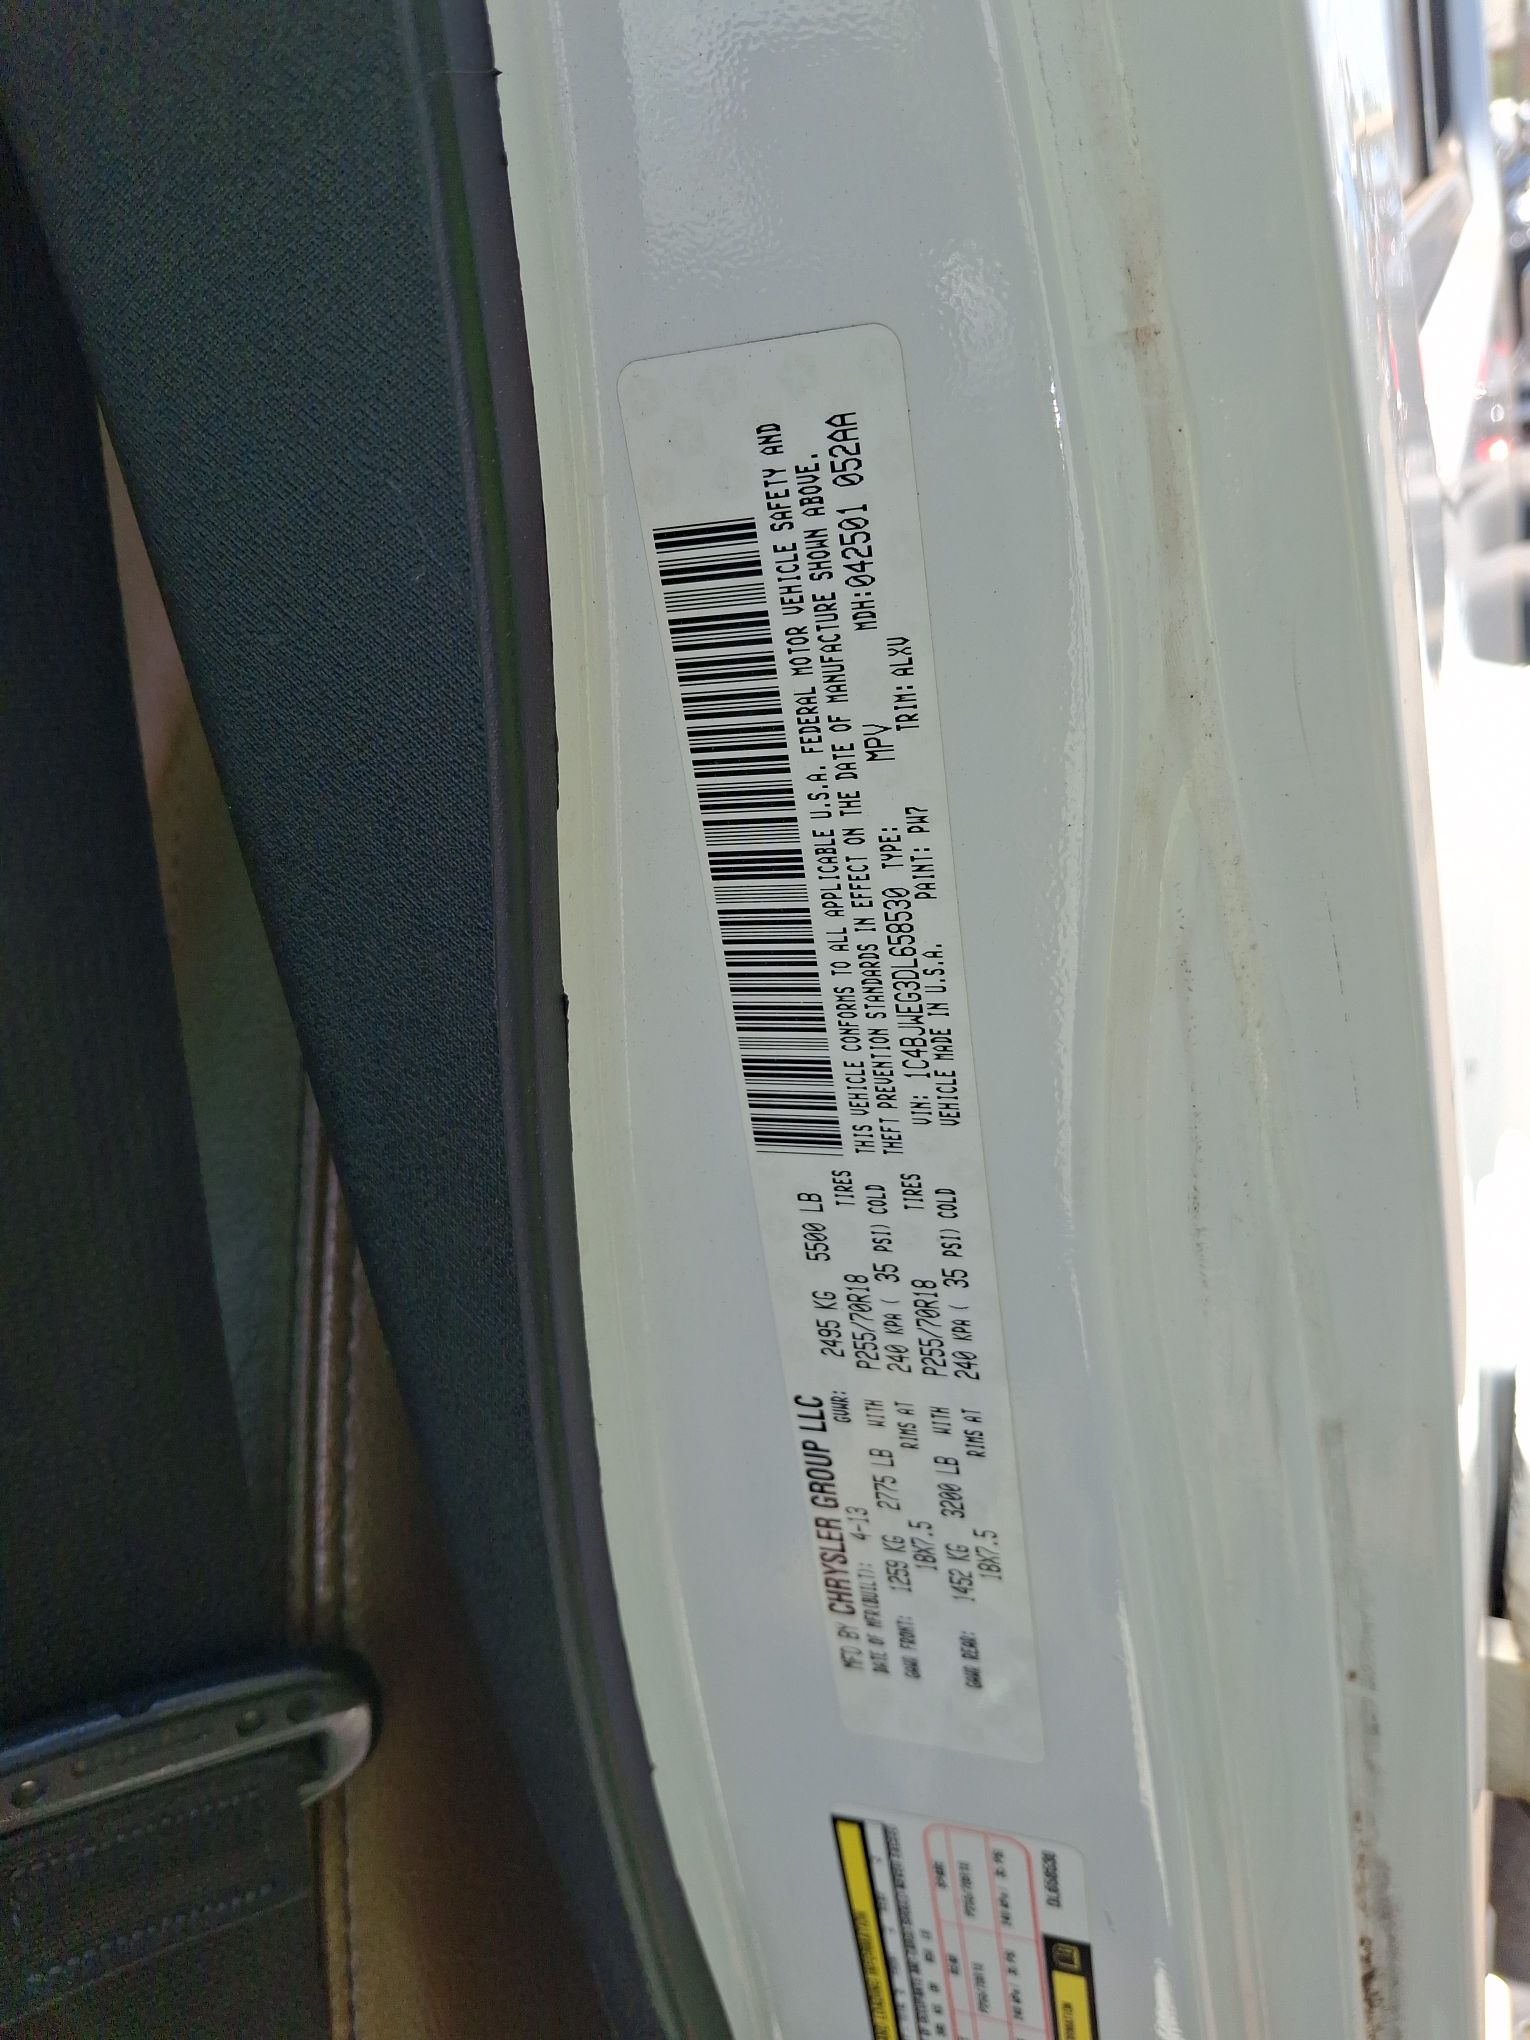 MFD BY CHRYSLER GROUP LLC
DATE OF MFR(BUILT): 4-13 GVWR: 2495 KG 5500 LB
GAWR FRONT: 1259 KG 2775 LB WITH P255/70R18 TIRES
18X7.5 RIMS AT 240 KPA ( 35 PSI) COLD
GAWR REAR: 1452 KG 3200 LB WITH P255/70R18 TIRES
18X7.5 RIMS AT 240 KPA ( 35 PSI) COLD
THIS VEHICLE CONFORMS TO ALL APPLICABLE U.S.A. FEDERAL MOTOR VEHICLE SAFETY AND
THEFT PREVENTION STANDARDS IN EFFECT ON THE DATE OF MANUFACTURE SHOWN ABOVE.
VIN: 1C4BJWEG3DL658530 TYPE: MPV MDH:042501 052AA
VEHICLE MADE IN U.S.A. PAINT: PW7 TRIM: ALXV
LOADING INFORMATION
DL658530